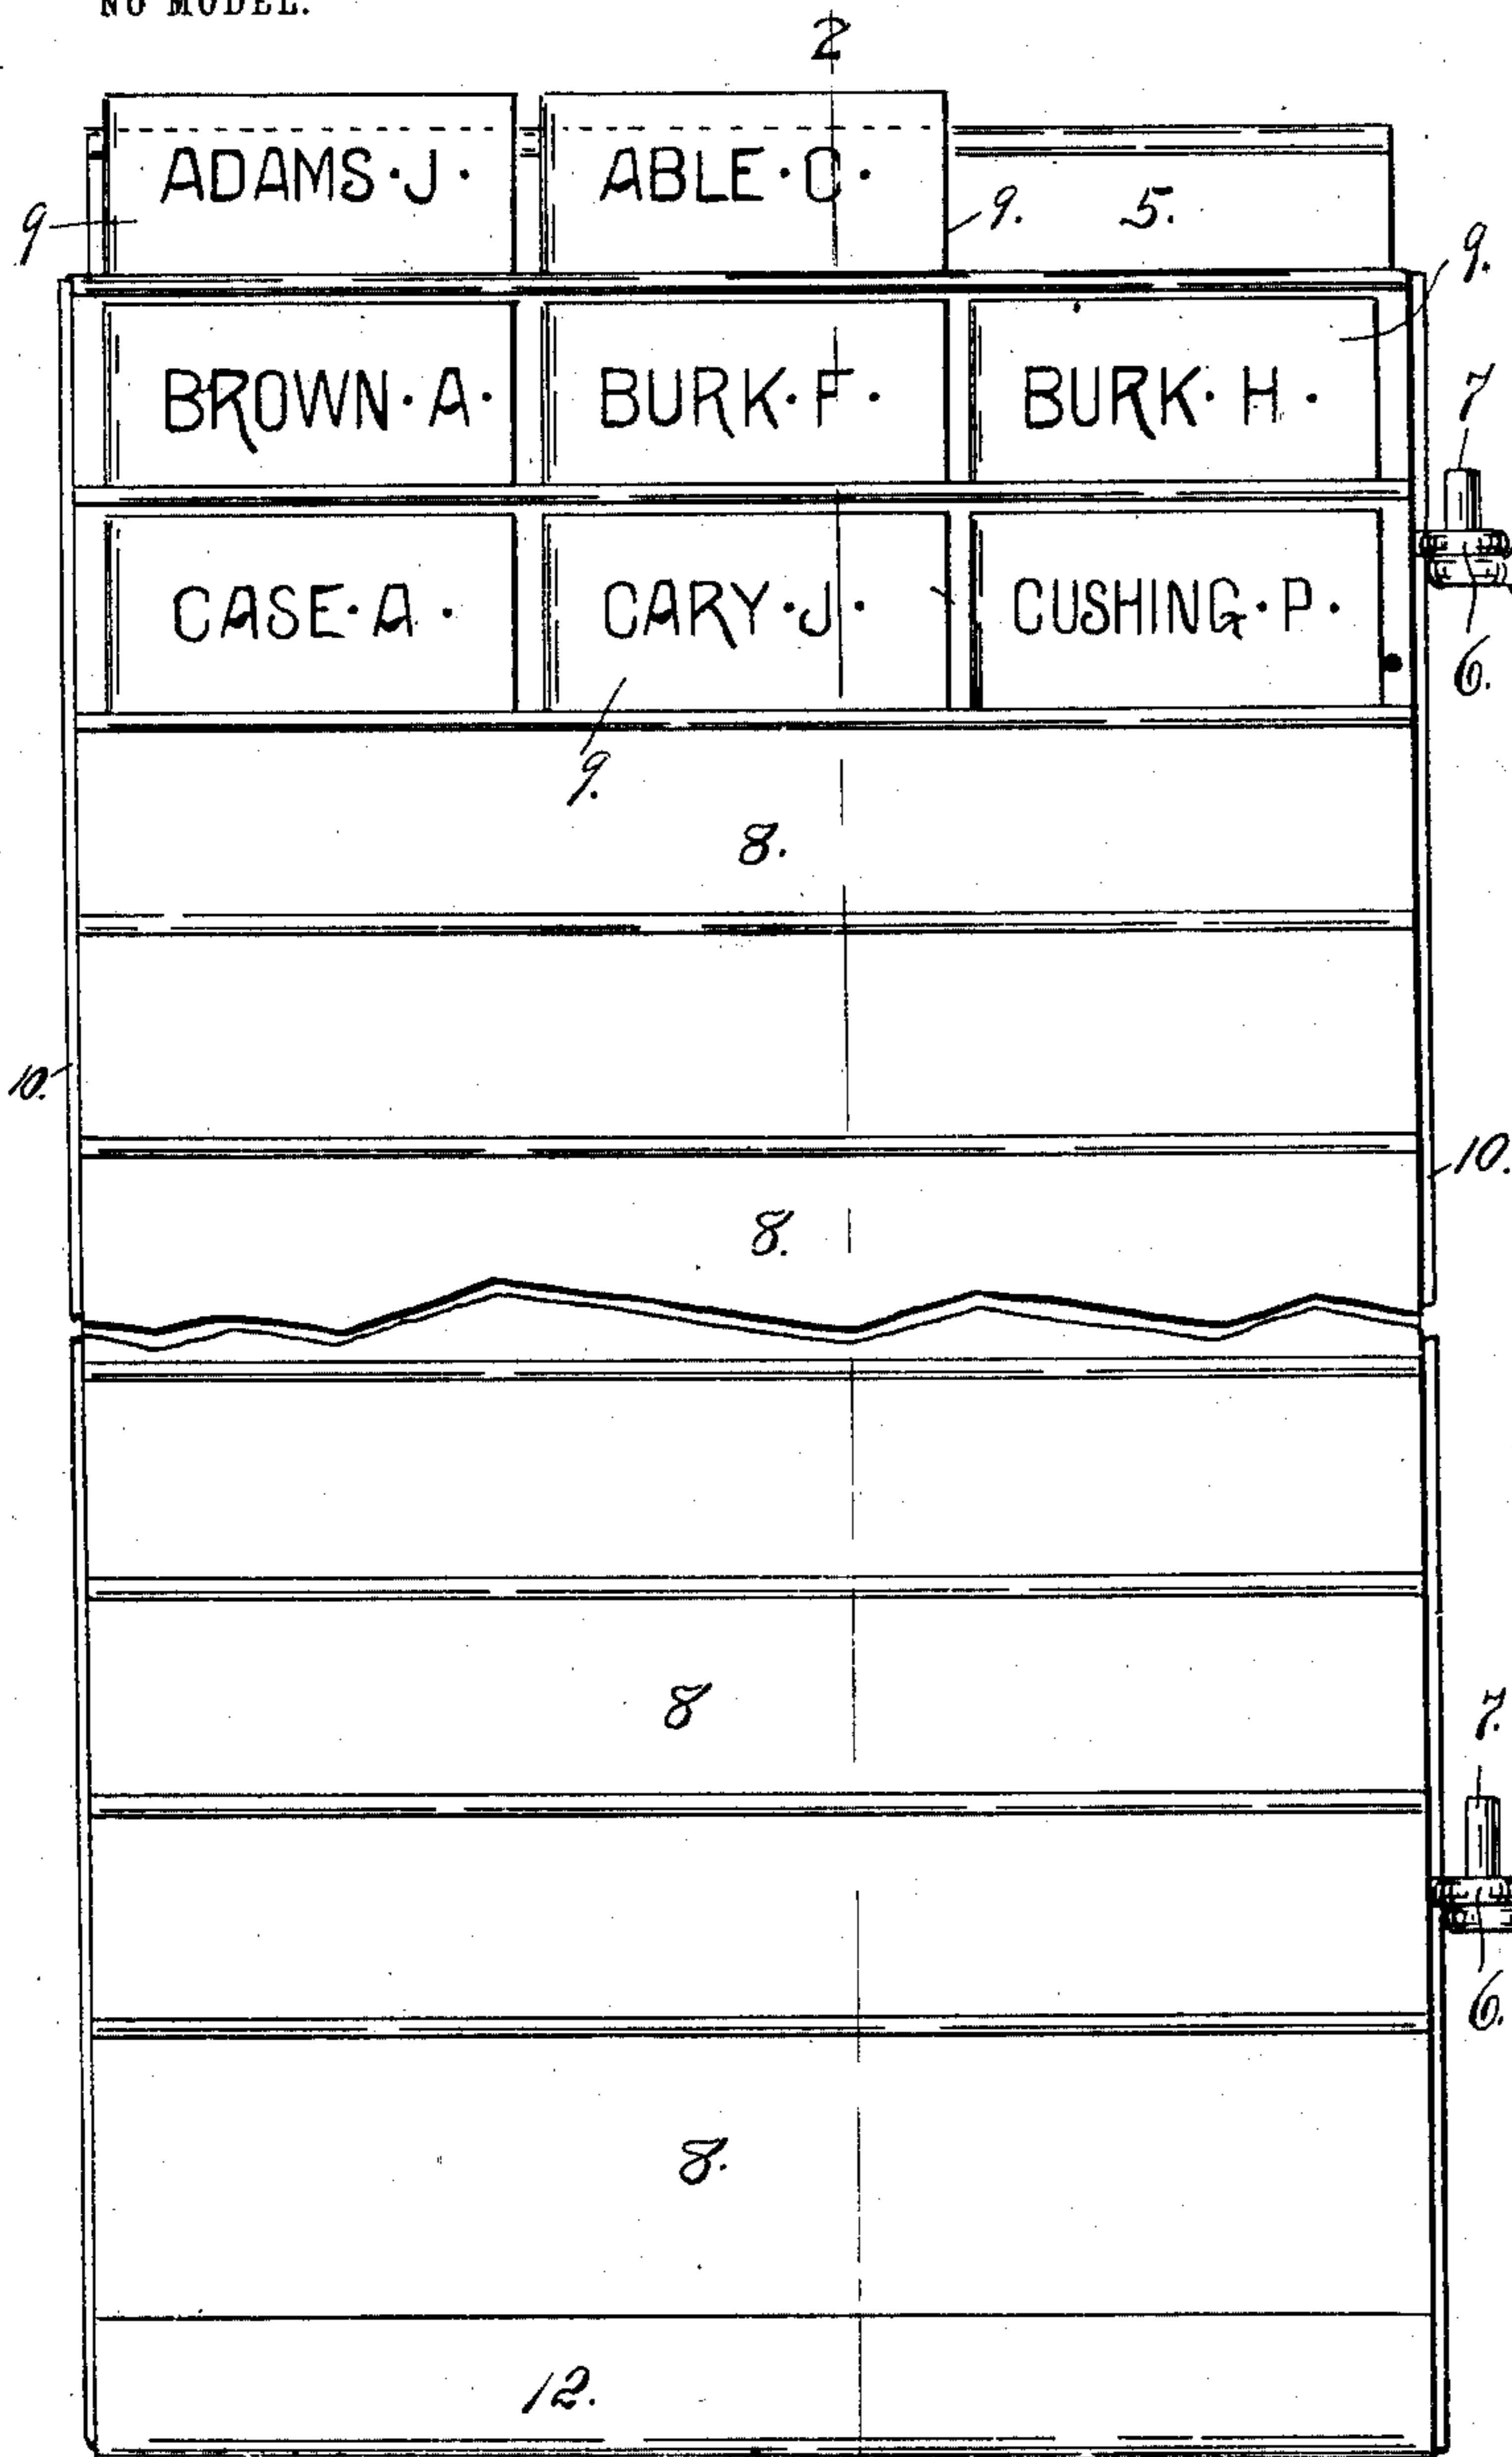 NO MODEL.
2
ADAMS·J· ABLE·C·
9 9. 5.
9.
BROWN·A· BURK·F· BURK·H·
7
CASE·A· CARY·J· CUSHING·P·
6.
9.
8.
10.
10.
8.
8
7.
6.
8.
12.